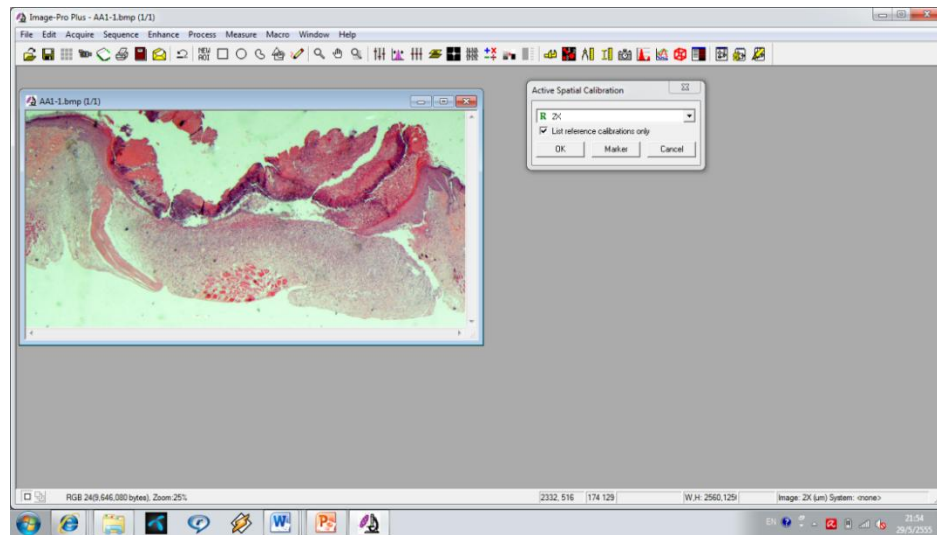 Image-Pro Plus - AA1-1.bmp (1/1)
File Edit Acquire Sequence Enhance Process Measure Macro Window Help
NEW
AOI
AA1-1.bmp (1/1)
Active Spatial Calibration
R 2X
List reference calibrations only
OK Marker Cancel
RGB 24(9,646,080 bytes), Zoom:25%
2332, 516
174 129
W,H: 2560,125
Image: 2X (um) System: <none>
EN
21:54
29/5/2555